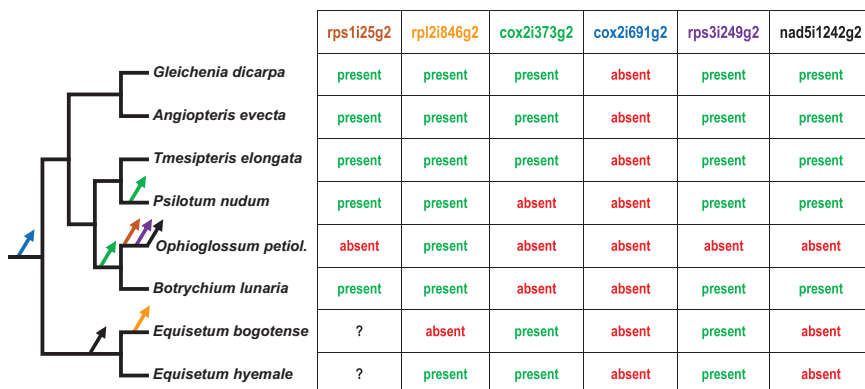 rps1i25g2 rpl2i846g2 cox2i373g2 cox2i691g2 rps3i249g2 nad5i1242g2
Gleichenia dicarpa present present present absent present present
Angiopteris evecta present present present absent present present
Tmesipteris elongata present present present absent present present
Psilotum nudum present present absent absent present present
Ophioglossum petiol. absent present absent absent absent absent
Botrychium lunaria present present absent absent present present
Equisetum bogotense ? absent present absent present absent
Equisetum hyemale ? present present absent present absent